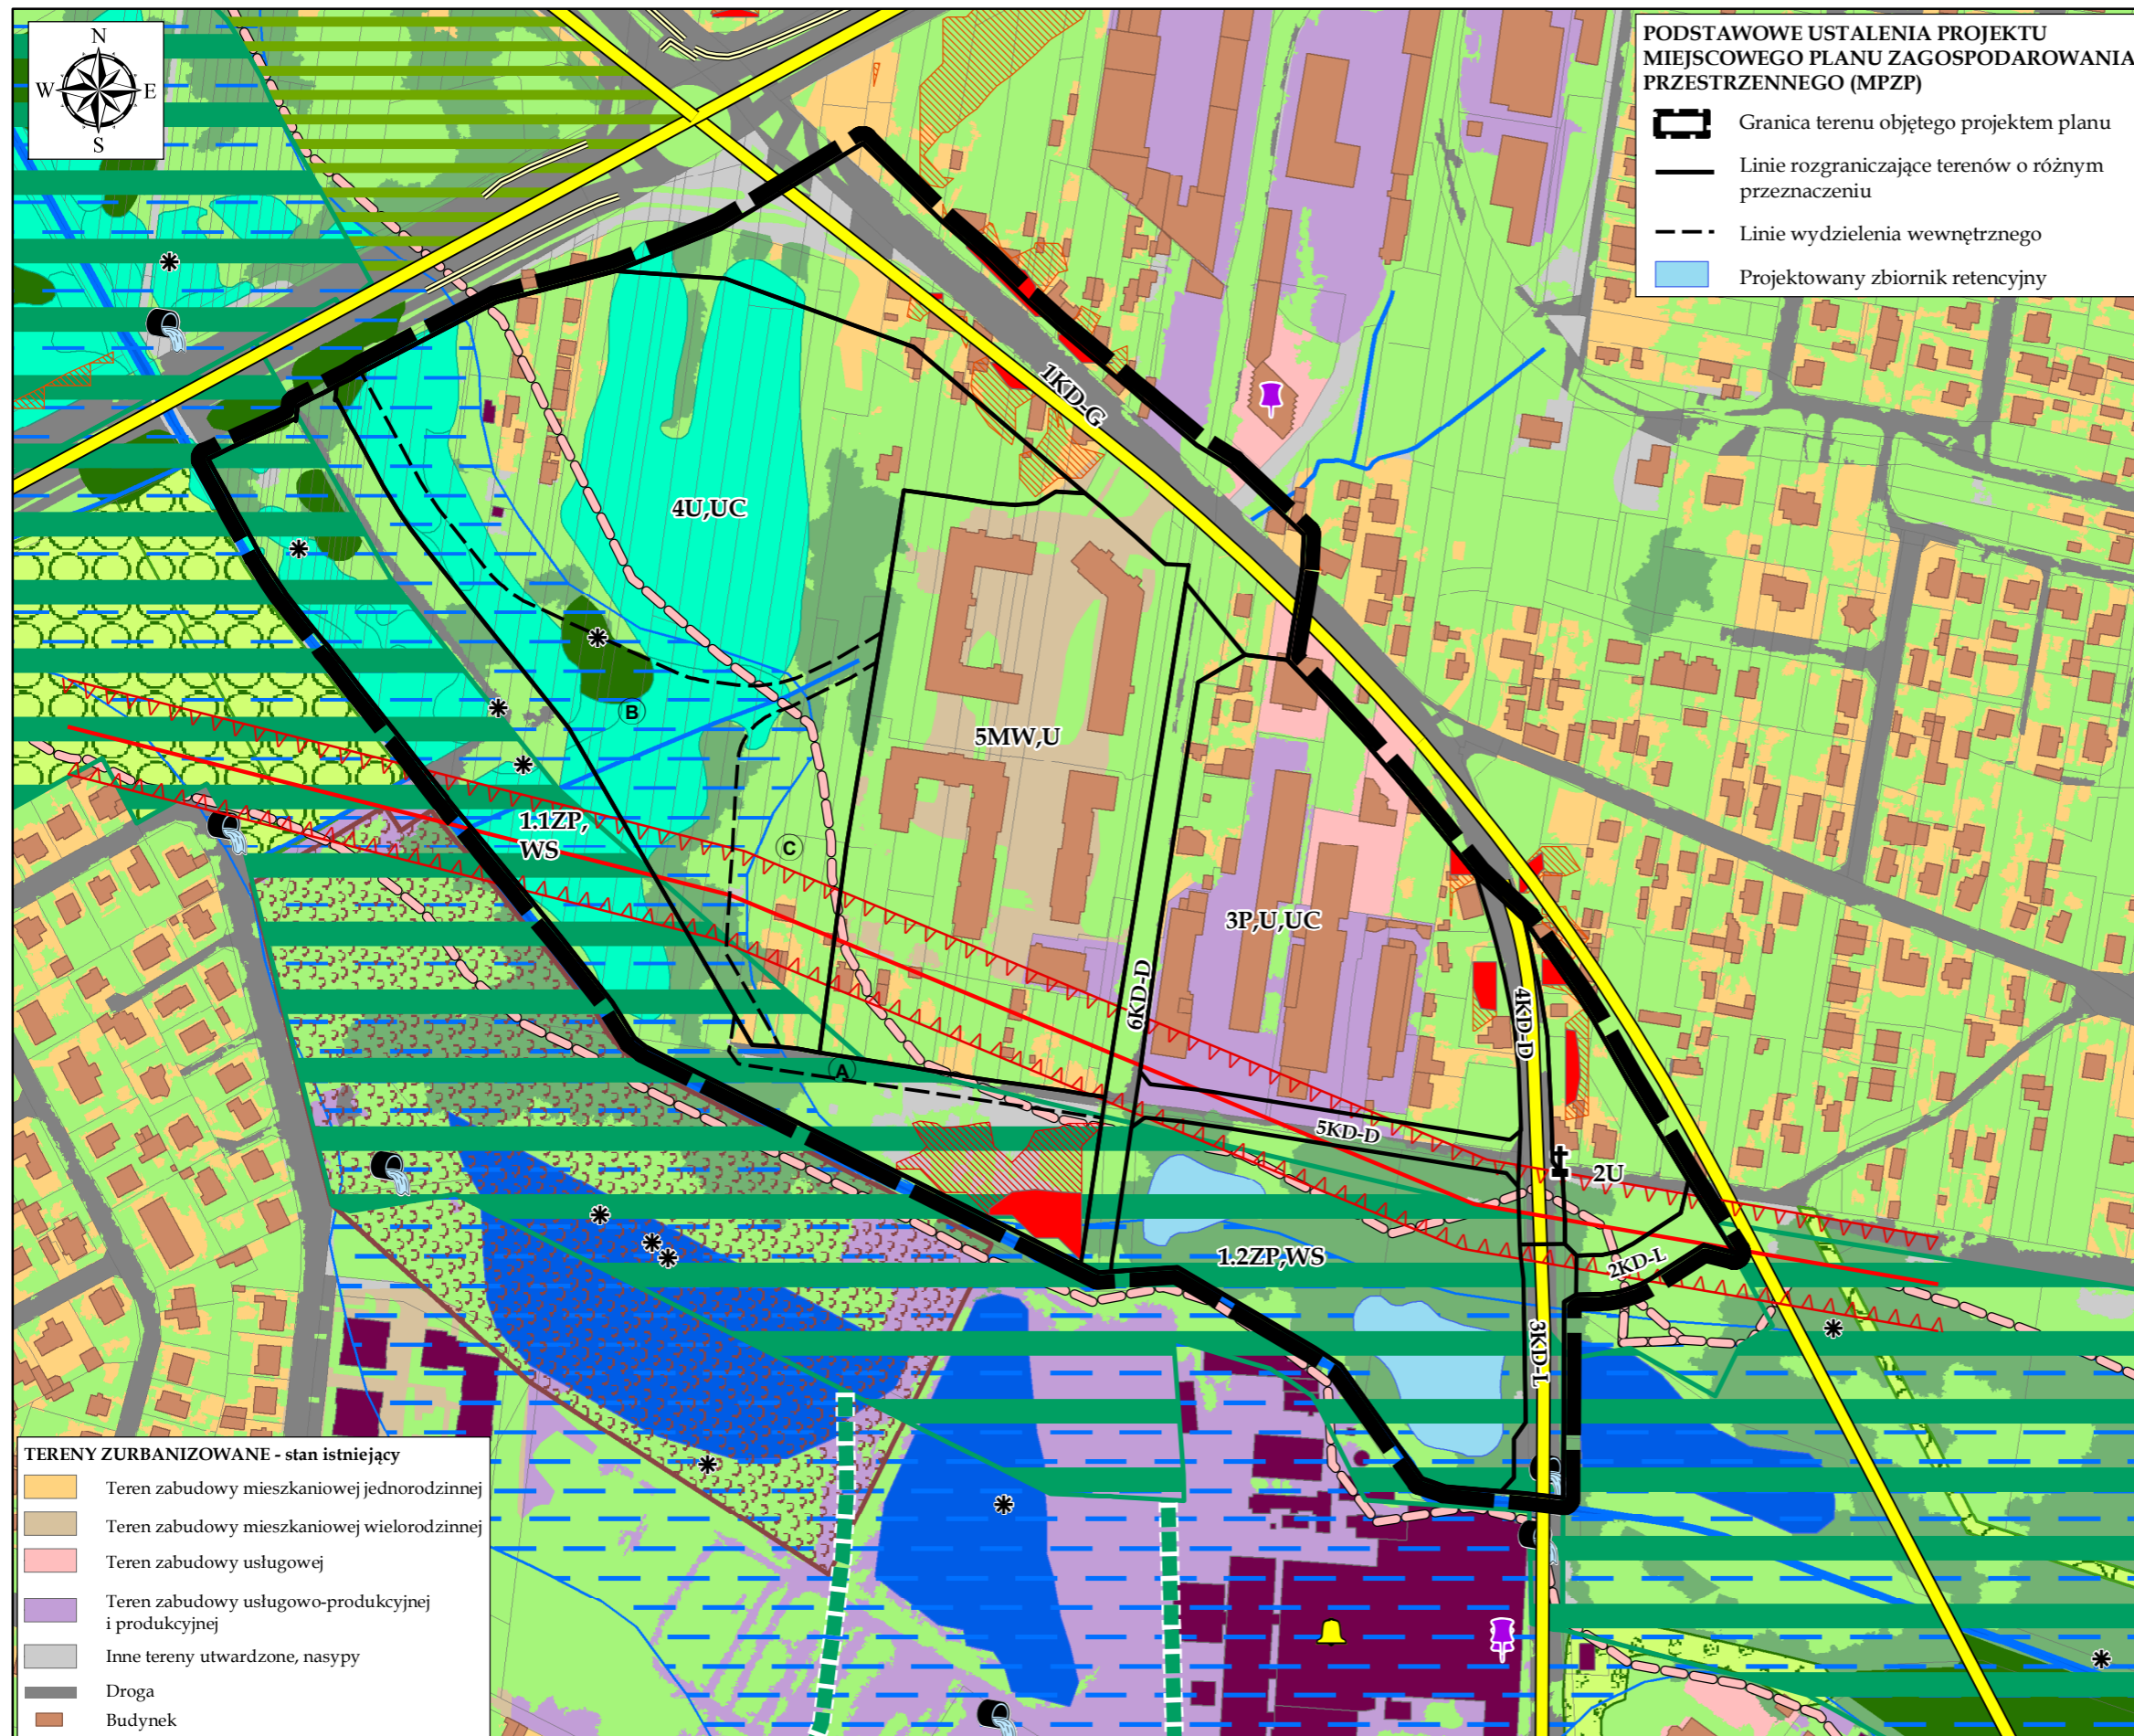 N
W E
S
PODSTAWOWE USTALENIA PROJEKTU
MIEJSCOWEGO PLANU ZAGOSPODAROWANIA
PRZESTRZENNEGO (MPZP)
Granica terenu objętego projektem planu
Linie rozgraniczające terenów o różnym
przeznaczeniu
Linie wydzielenia wewnętrznego
Projektowany zbiornik retencyjny
1KD-G
4U,UC
B
5MW,U
1.1ZP,
WS
C
3P,U,UC
6KD-D
4KD-D
A
5KD-D
2U
1.2ZP,WS
2KD-L
3KD-L
TERENY ZURBANIZOWANE - stan istniejący
Teren zabudowy mieszkaniowej jednorodzinnej
Teren zabudowy mieszkaniowej wielorodzinnej
Teren zabudowy usługowej
Teren zabudowy usługowo-produkcyjnej
i produkcyjnej
Inne tereny utwardzone, nasypy
Droga
Budynek